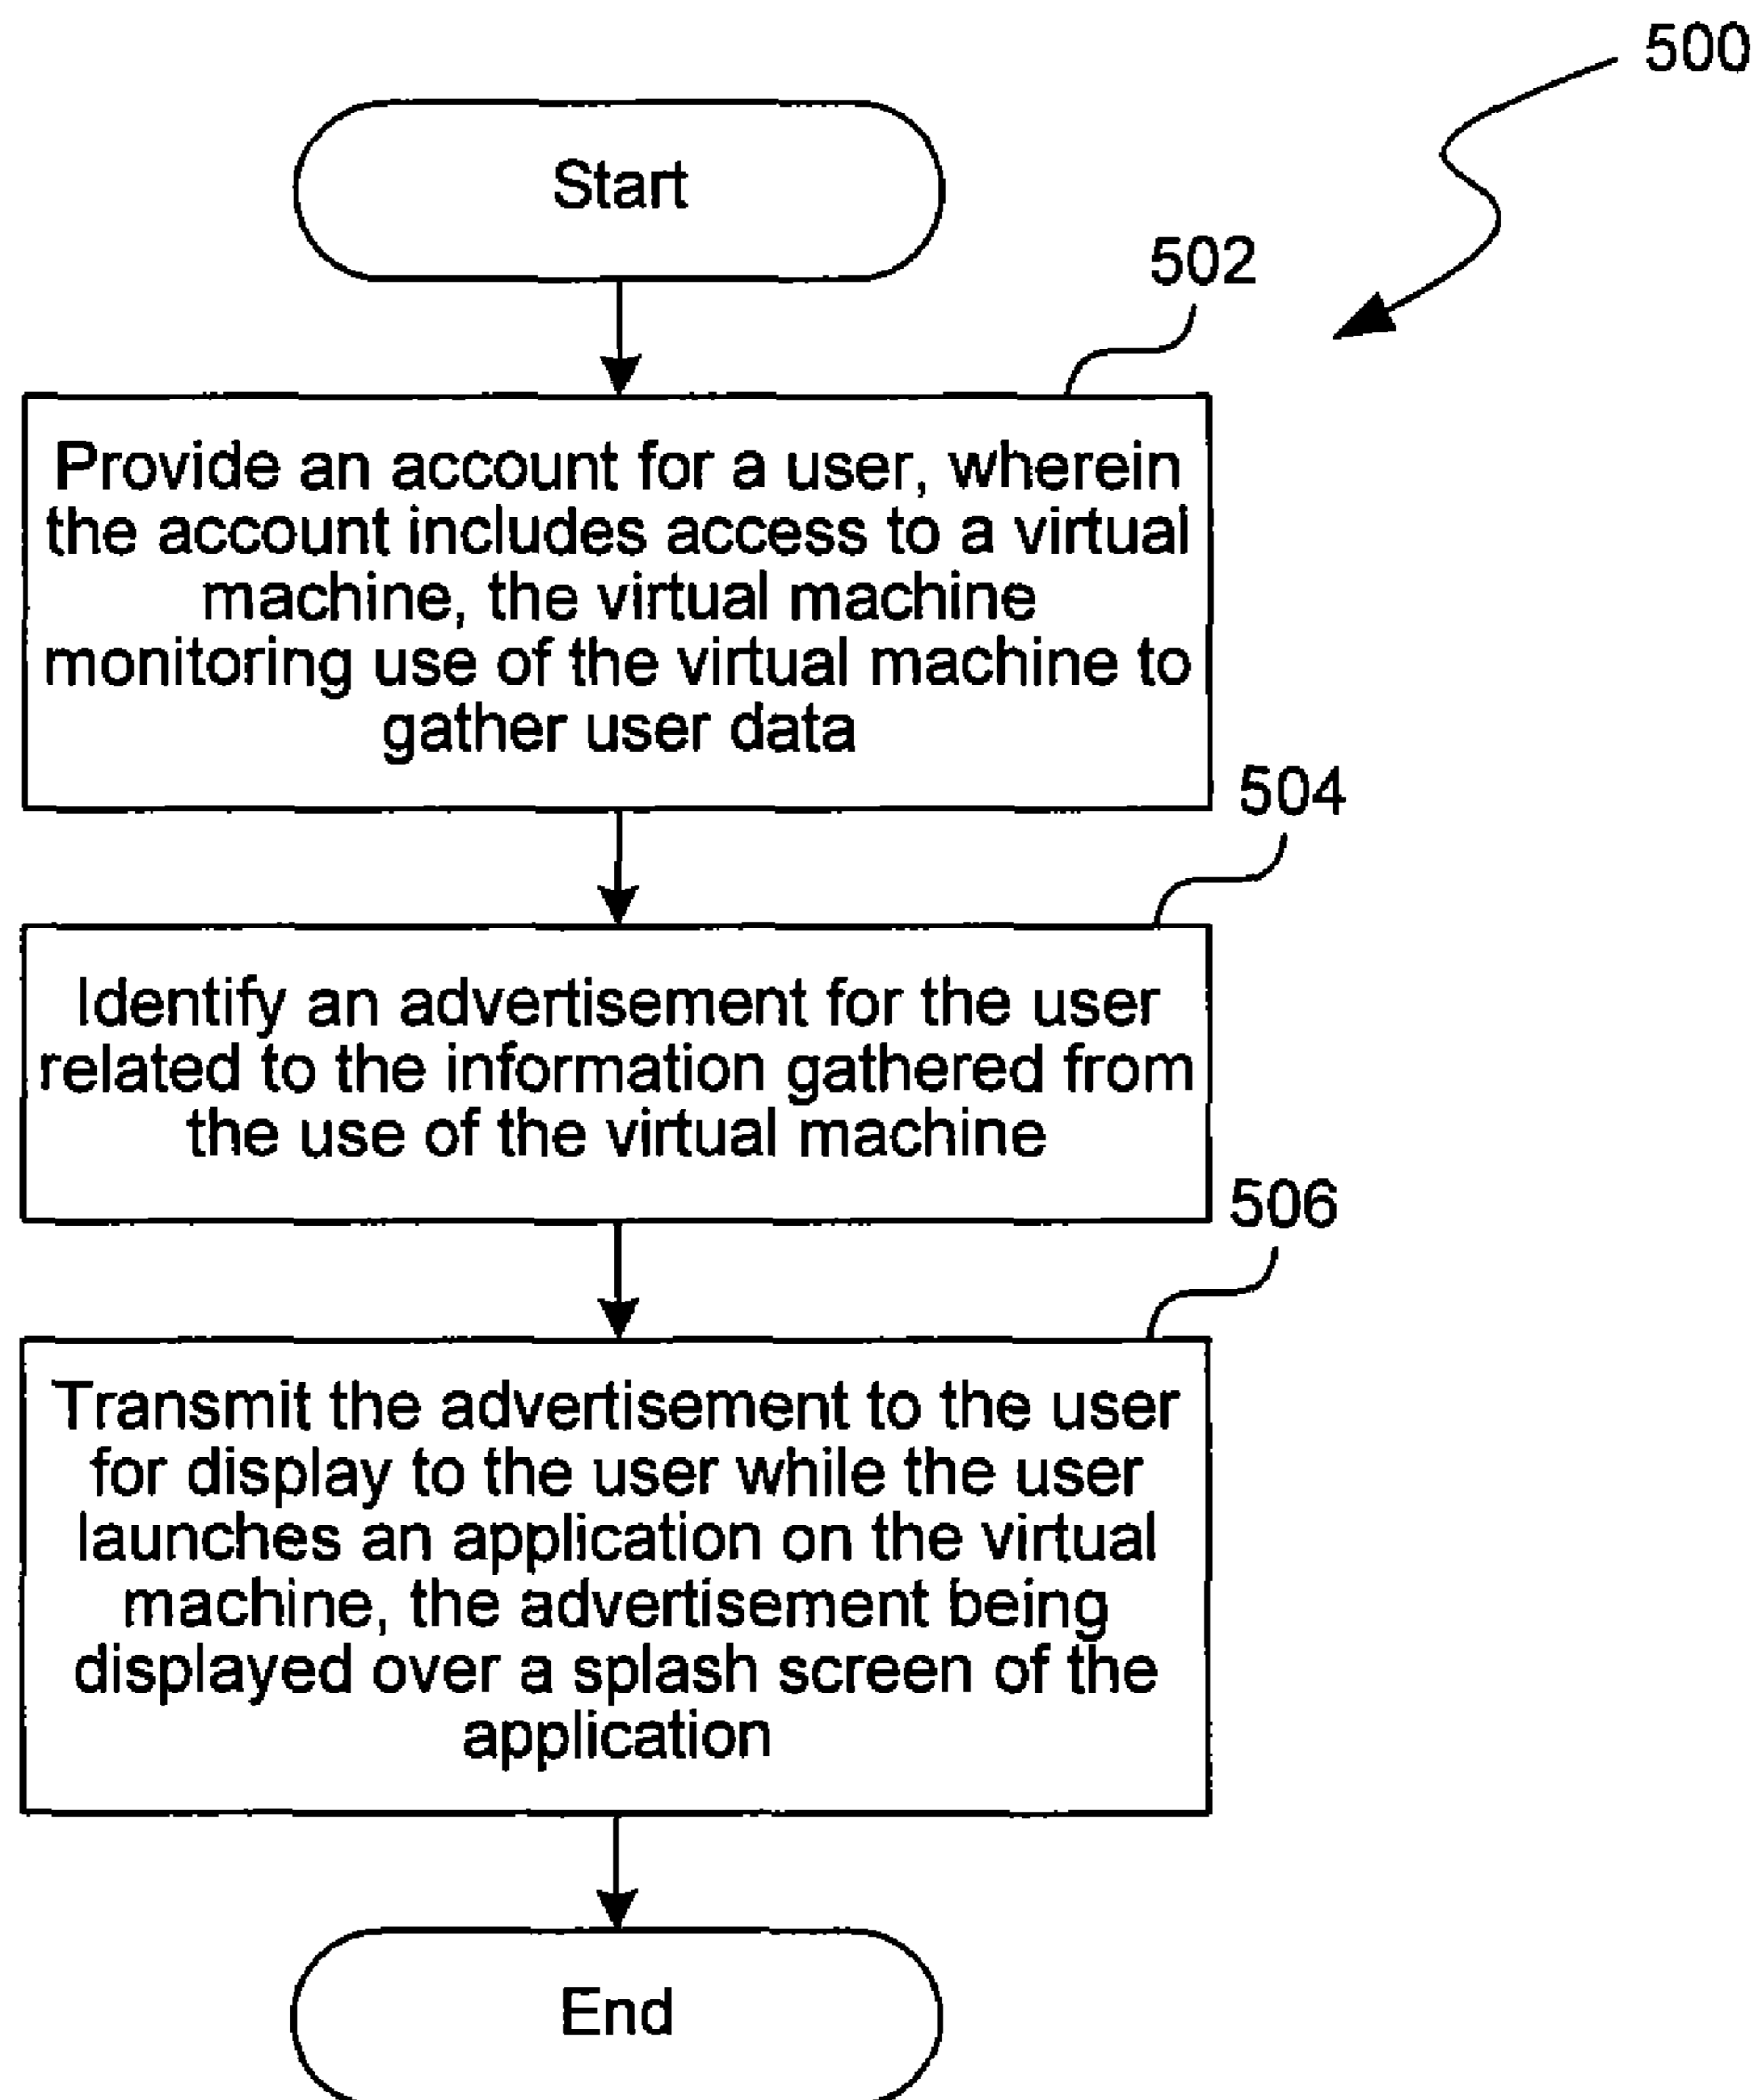 500
Start
502
Provide an account for a user, wherein
the account includes access to a virtual
machine, the virtual machine
monitoring use of the virtual machine to
gather user data
504
Identify an advertisement for the user
related to the information gathered from
the use of the virtual machine
506
Transmit the advertisement to the user
for display to the user while the user
launches an application on the virtual
machine, the advertisement being
displayed over a splash screen of the
application
End